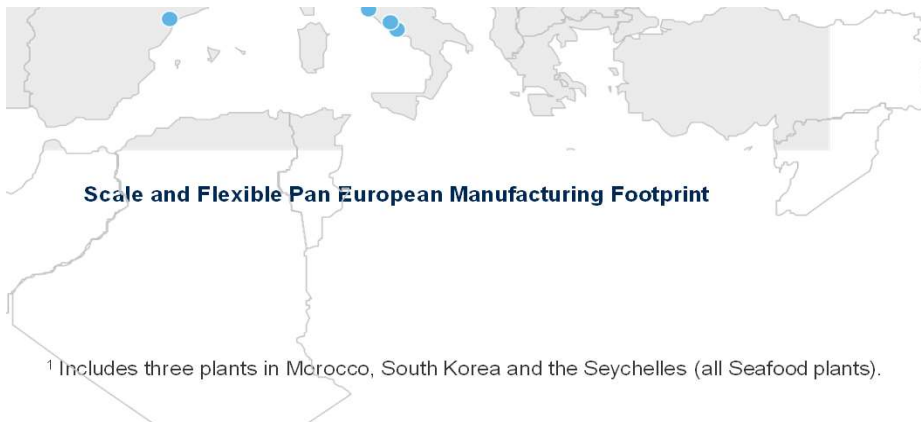 Scale and Flexible Pan European Manufacturing Footprint
¹ Includes three plants in Morocco, South Korea and the Seychelles (all Seafood plants).